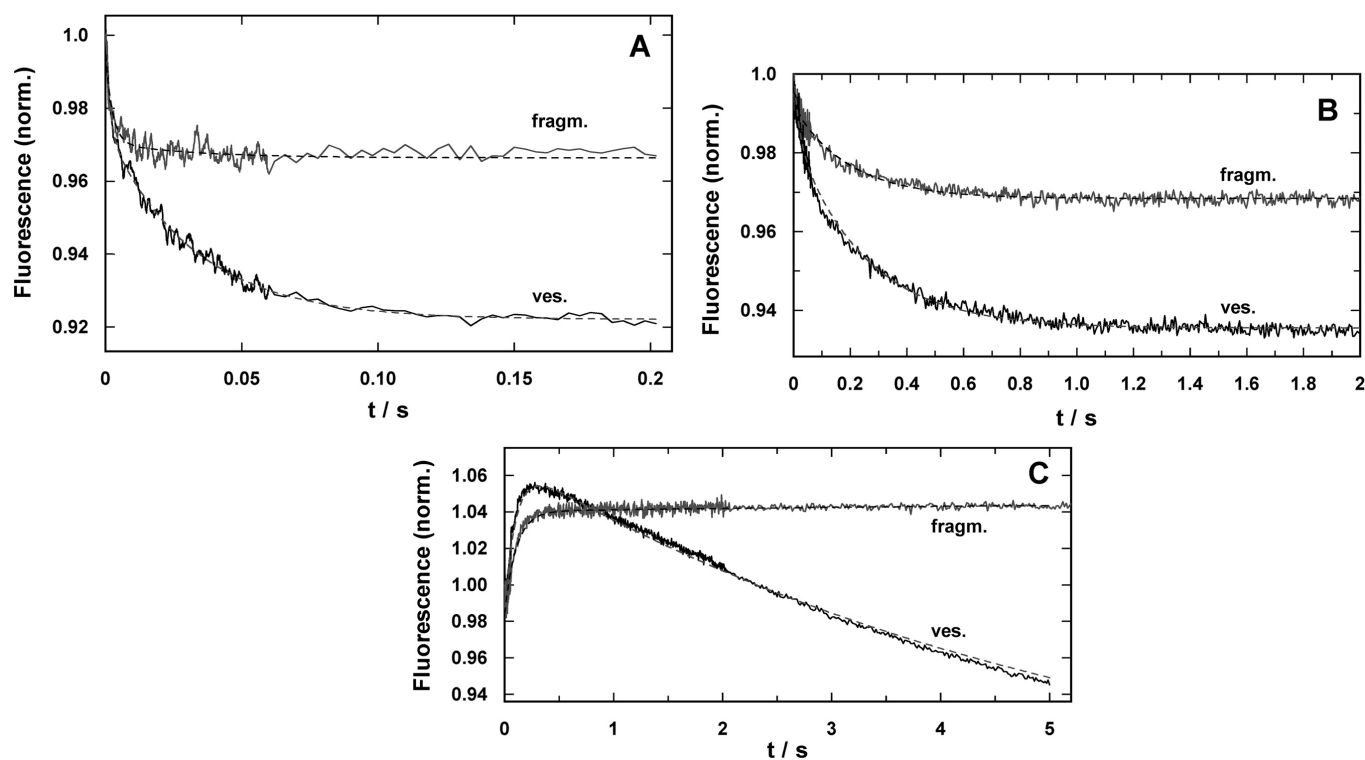 A
Fluorescence (norm.)
1.0
0.98
0.96
0.94
0.92
fragm.
ves.
0 0.05 0.10 0.15 0.2
t / s
B
Fluorescence (norm.)
1.0
0.98
0.96
0.94
fragm.
ves.
0 0.2 0.4 0.6 0.8 1.0 1.2 1.4 1.6 1.8 2
t / s
C
Fluorescence (norm.)
1.06
1.04
1.02
1.00
0.98
0.96
0.94
fragm.
ves.
0 1 2 3 4 5
t / s